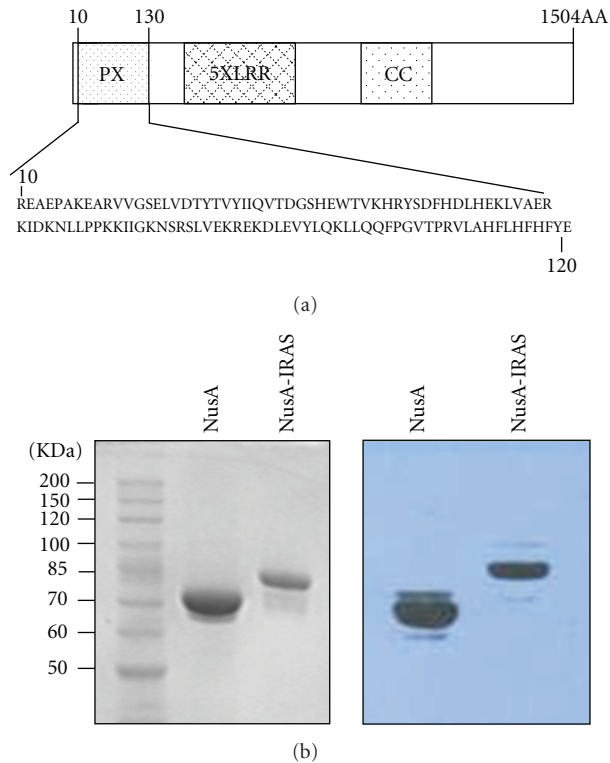 10 130 1504AA
PX 5XLRR CC
10
REAEPAKEARVVGSELVDTYTVYIIQVTDGSHEWTVKHRYSDFHDLHEKLVAER
KIDKNLLPPKKIIGKNSRSLVEKREKDLEVYLQKLLQQFPGVTPRVLAHFLHFHFYE
120
(a)
NusA NusA-IRAS NusA NusA-IRAS
(KDa)
200
150
120
100
85
70
60
50
(b)